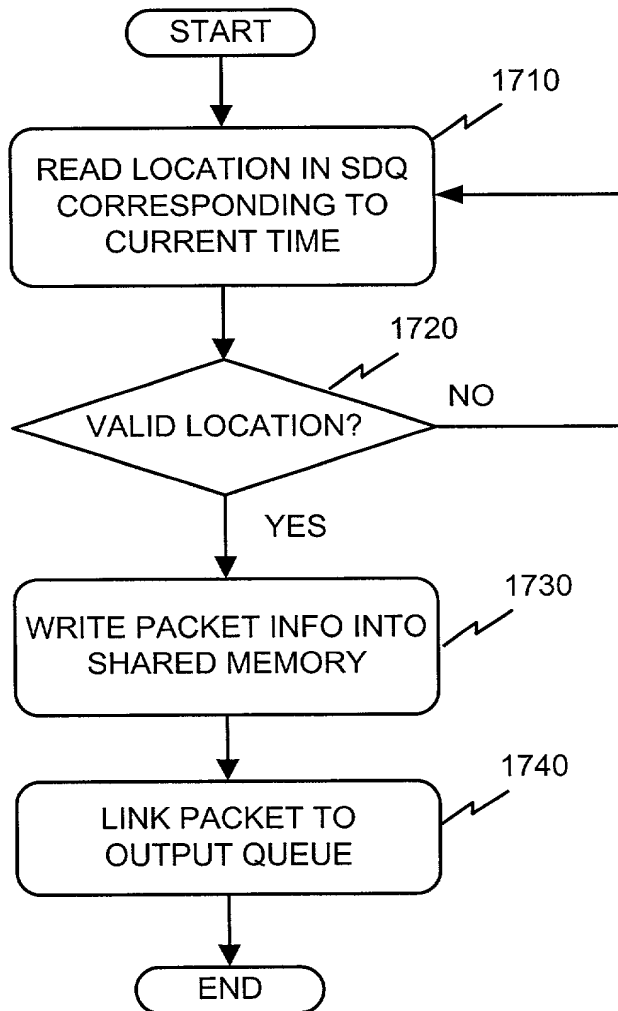 START
1710
READ LOCATION IN SDQ
CORRESPONDING TO
CURRENT TIME
1720
VALID LOCATION?
NO
YES
1730
WRITE PACKET INFO INTO
SHARED MEMORY
1740
LINK PACKET TO
OUTPUT QUEUE
END